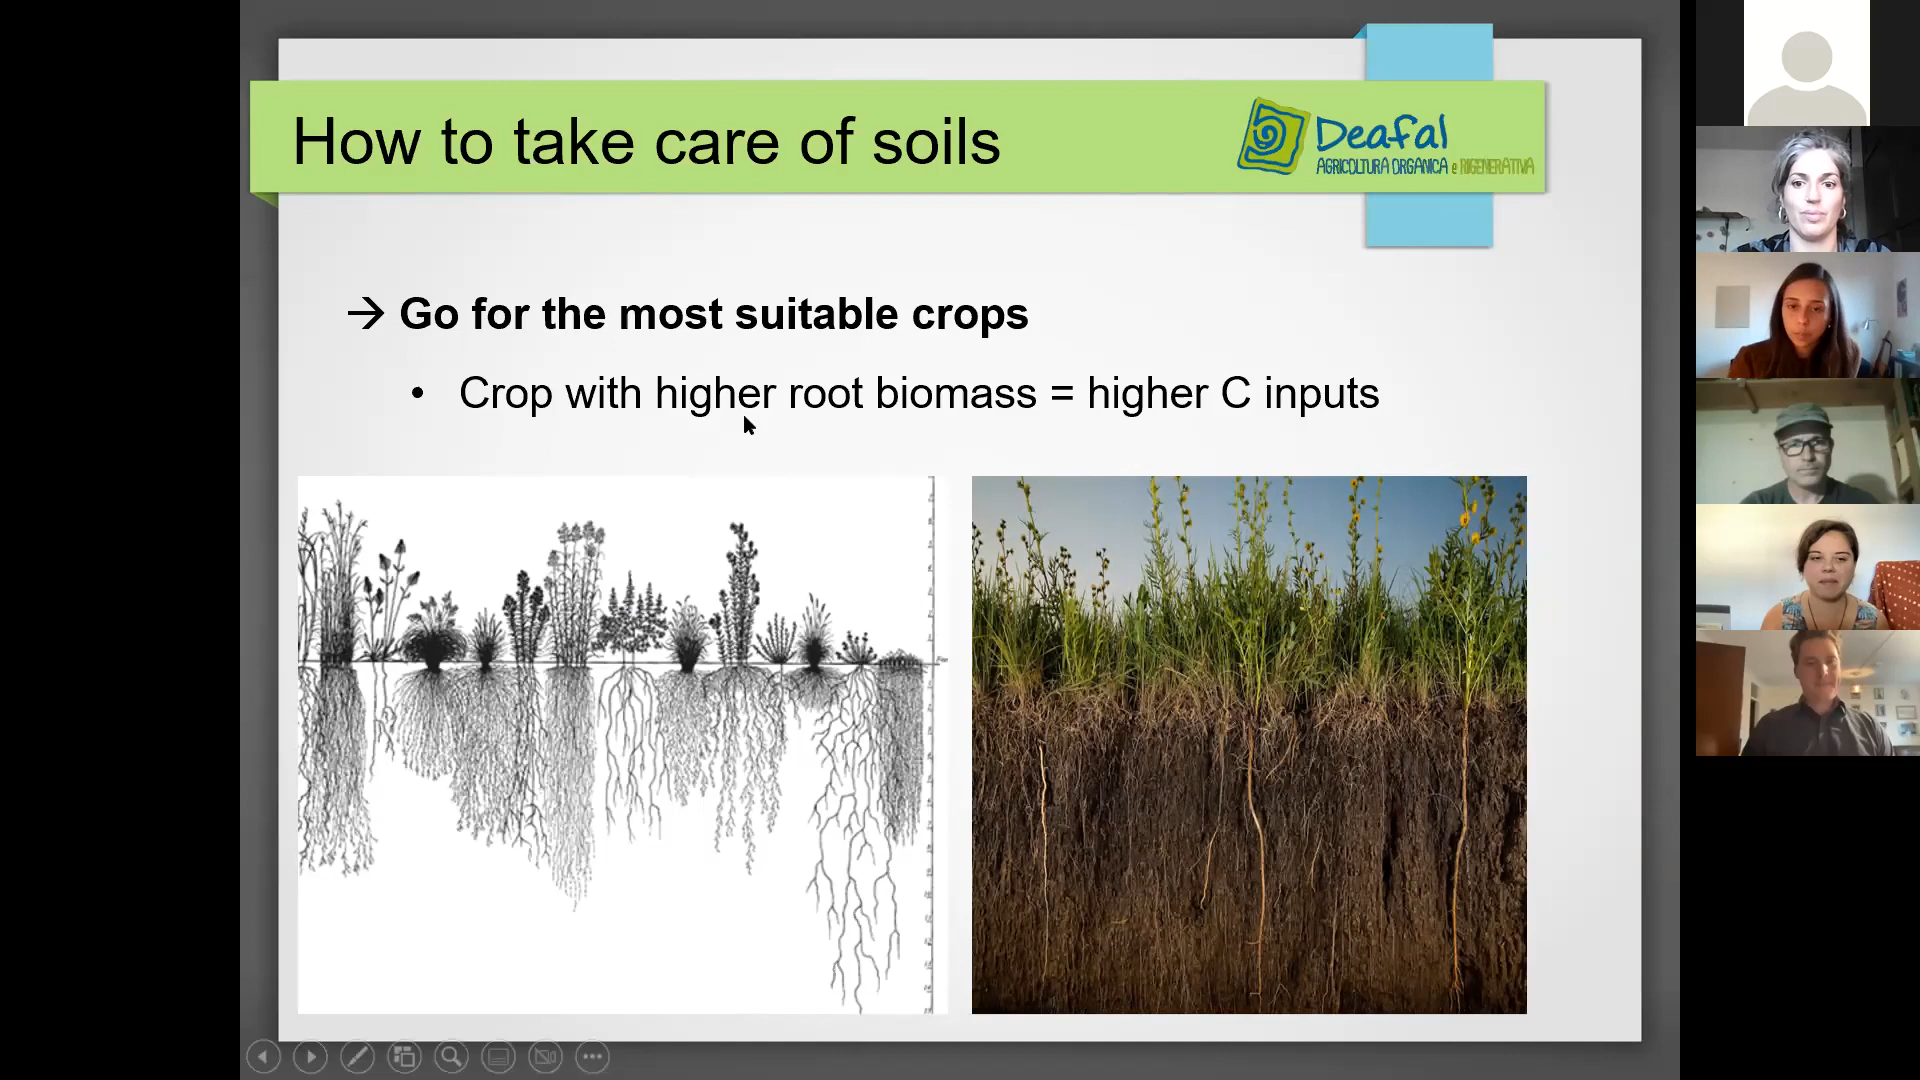 How to take care of soils
Deafal
AGRICOLTURA ORGANICA e RIGENERATIVA
→ Go for the most suitable crops
• Crop with higher root biomass = higher C inputs